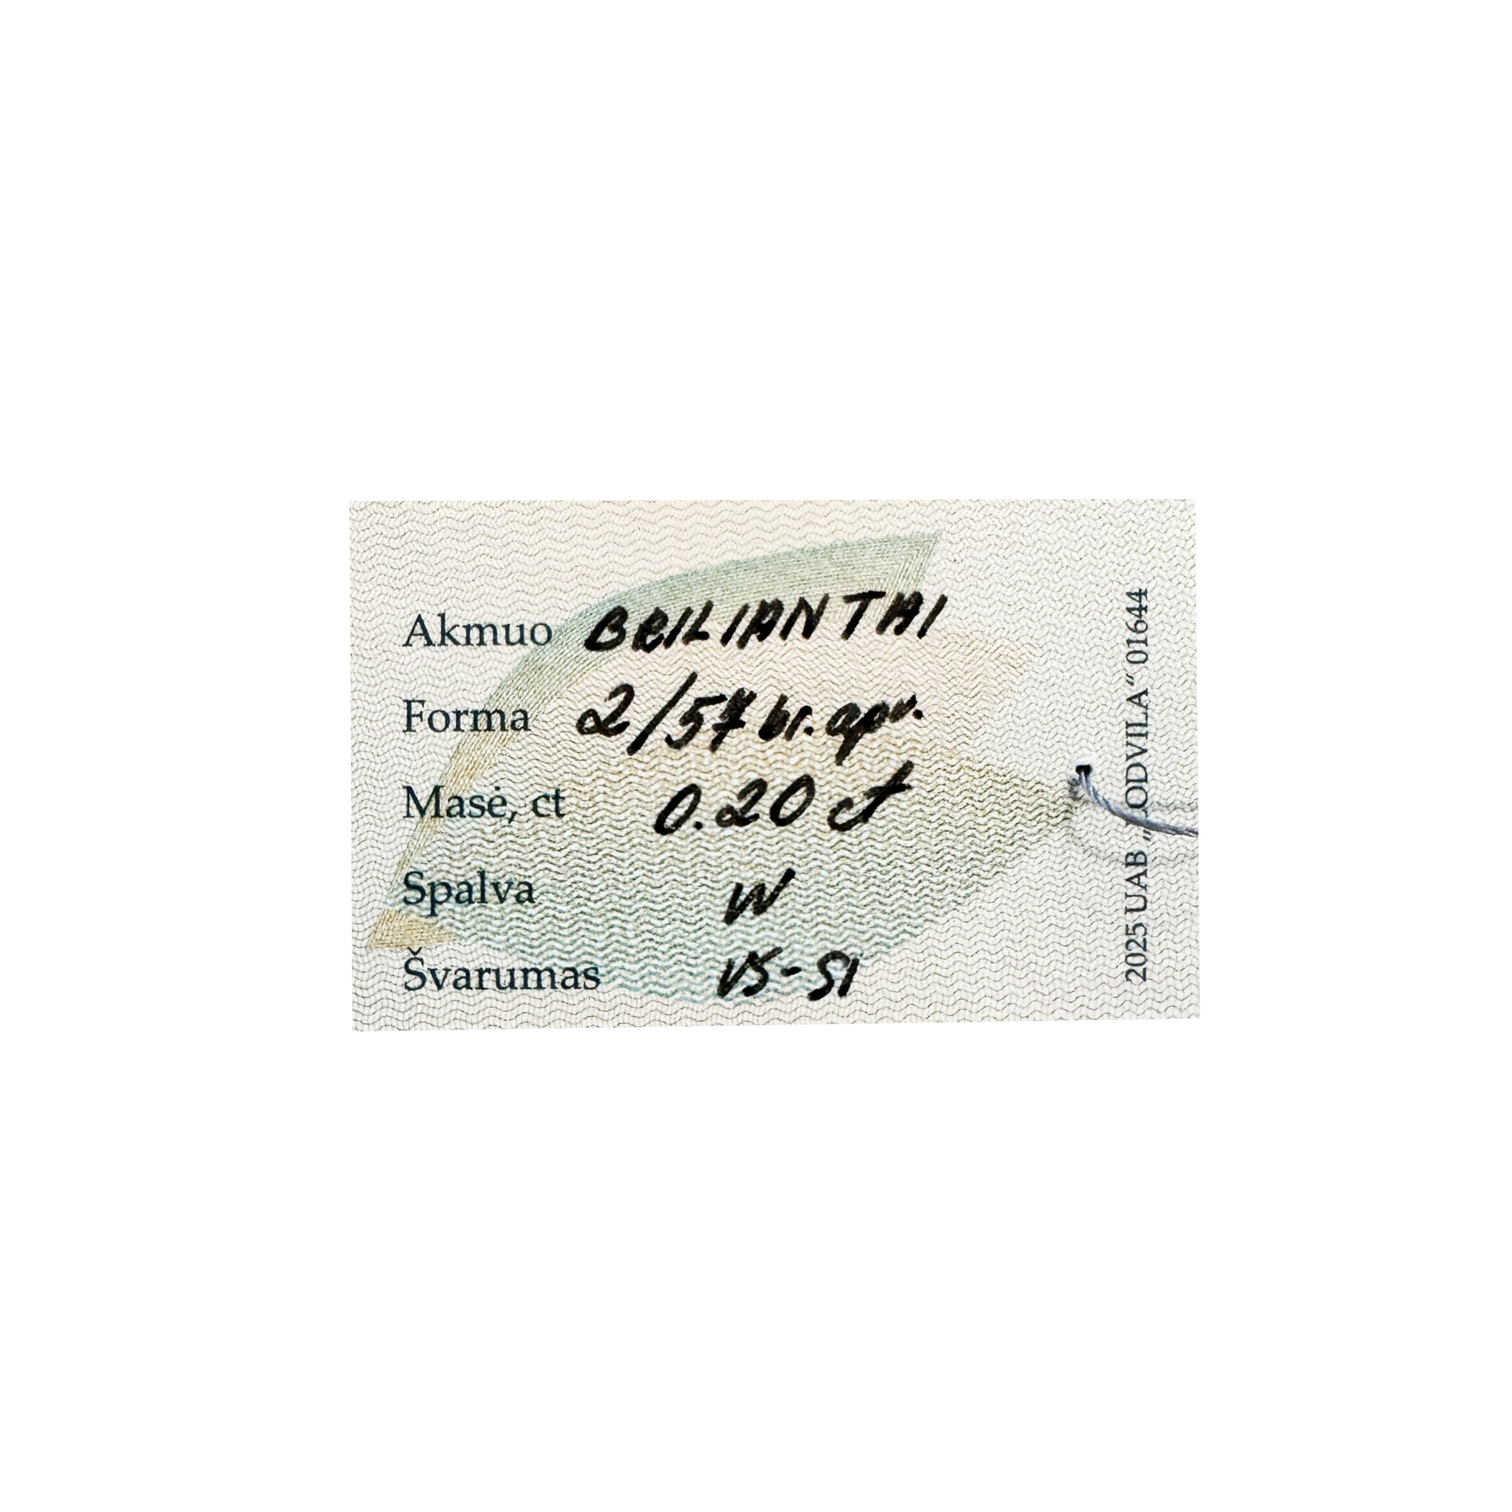 Akmuo BRILIANTAI
Forma 2/57 br. apv.
Masė, ct 0.20 ct
Spalva W
Švarumas VS-SI
2025 UAB „ODVILA“ 01644